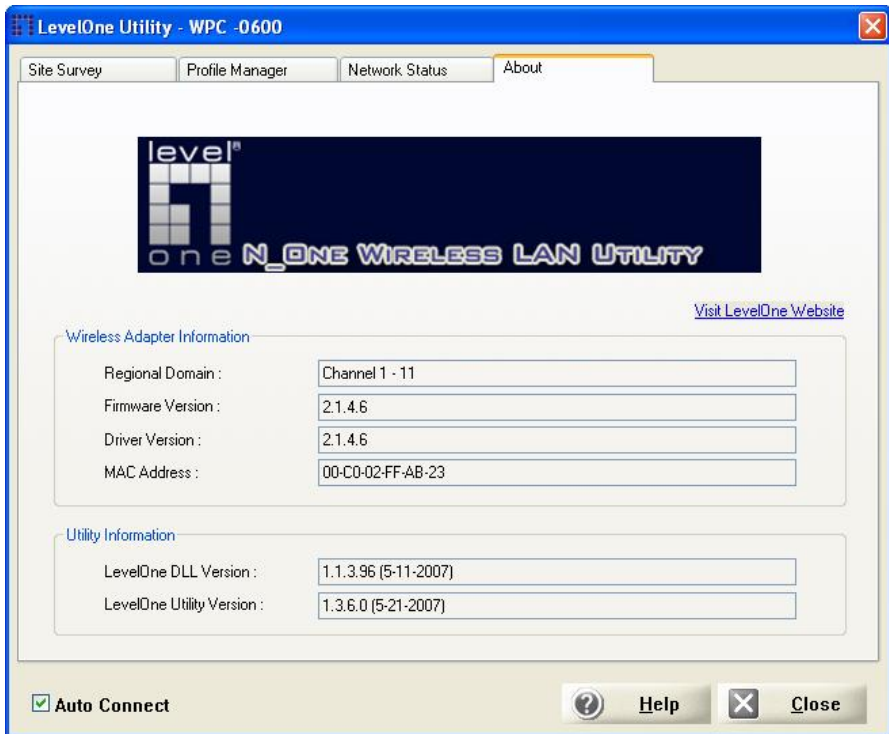 LevelOne Utility - WPC -0600
Site Survey
Profile Manager
Network Status
About
level®
one
N_One Wireless LAN Utility
Visit LevelOne Website
Wireless Adapter Information
Regional Domain : Channel 1 - 11
Firmware Version : 2.1.4.6
Driver Version : 2.1.4.6
MAC Address : 00-C0-02-FF-AB-23
Utility Information
LevelOne DLL Version : 1.1.3.96 (5-11-2007)
LevelOne Utility Version : 1.3.6.0 (5-21-2007)
Auto Connect
Help
Close